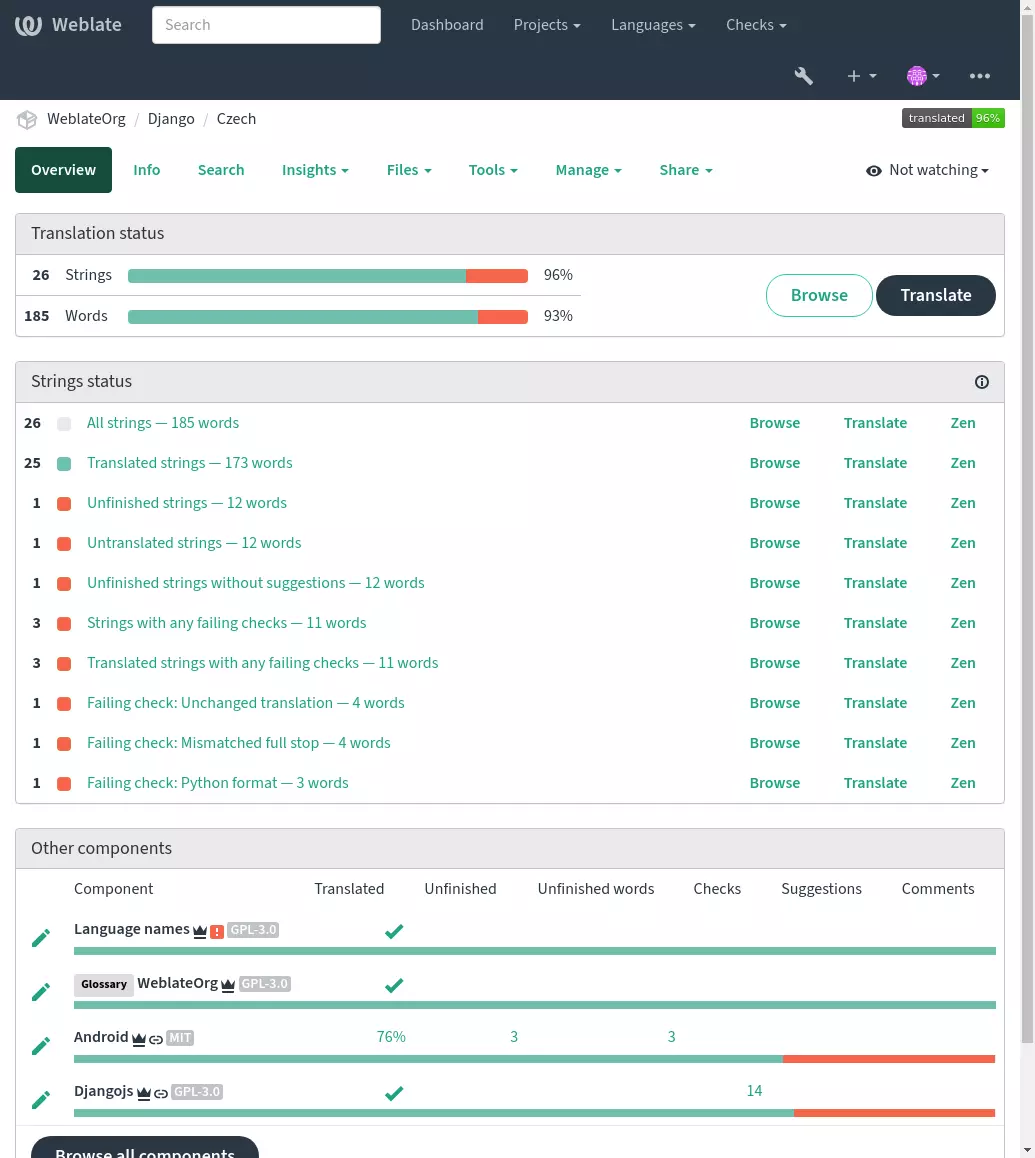 Weblate Search Dashboard Projects Languages Checks
WeblateOrg / Django / Czech translated 96%
Overview Info Search Insights Files Tools Manage Share Not watching
Translation status
26 Strings 96%
Browse Translate
185 Words 93%
Strings status
26 All strings — 185 words Browse Translate Zen
25 Translated strings — 173 words Browse Translate Zen
1 Unfinished strings — 12 words Browse Translate Zen
1 Untranslated strings — 12 words Browse Translate Zen
1 Unfinished strings without suggestions — 12 words Browse Translate Zen
3 Strings with any failing checks — 11 words Browse Translate Zen
3 Translated strings with any failing checks — 11 words Browse Translate Zen
1 Failing check: Unchanged translation — 4 words Browse Translate Zen
1 Failing check: Mismatched full stop — 4 words Browse Translate Zen
1 Failing check: Python format — 3 words Browse Translate Zen
Other components
Component Translated Unfinished Unfinished words Checks Suggestions Comments
Language names GPL-3.0
Glossary WeblateOrg GPL-3.0
Android MIT 76% 3 3
Djangojs GPL-3.0 14
Browse all components